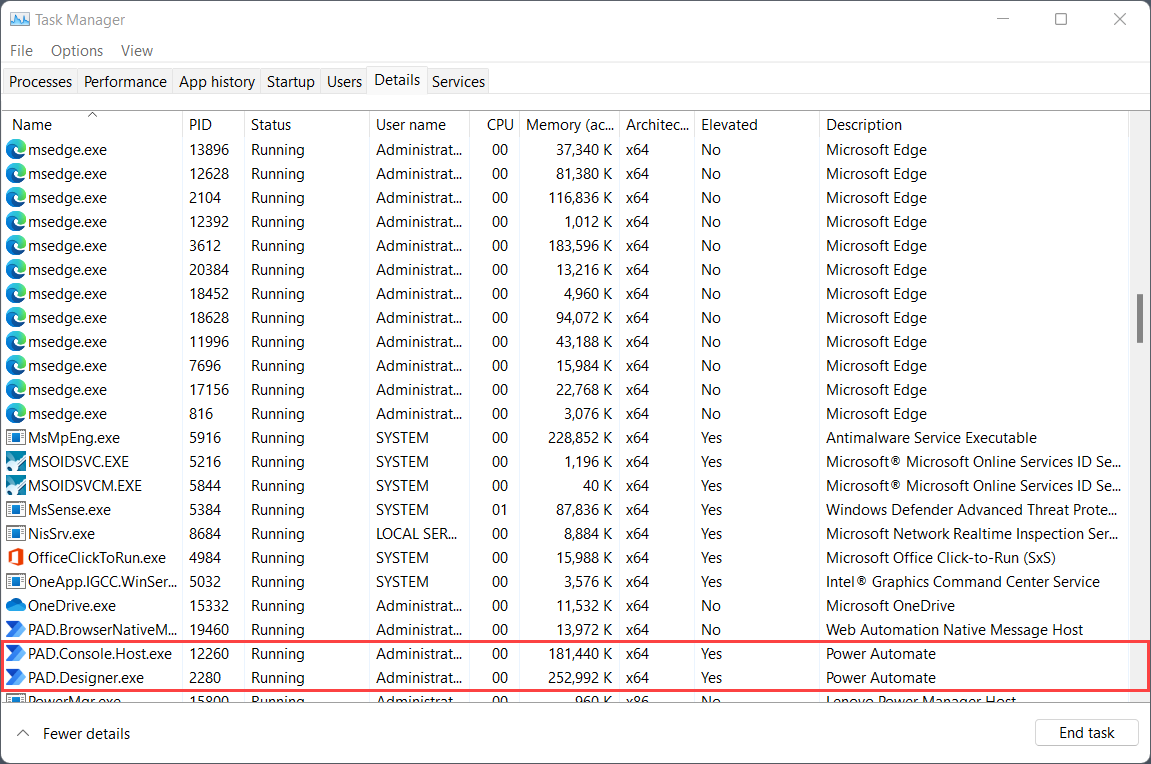 Task Manager
File Options View
Processes Performance App history Startup Users Details Services
Name PID Status User name CPU Memory (ac... Architec... Elevated Description
msedge.exe 13896 Running Administrat... 00 37,340 K x64 No Microsoft Edge
msedge.exe 12628 Running Administrat... 00 81,380 K x64 No Microsoft Edge
msedge.exe 2104 Running Administrat... 00 116,836 K x64 No Microsoft Edge
msedge.exe 12392 Running Administrat... 00 1,012 K x64 No Microsoft Edge
msedge.exe 3612 Running Administrat... 00 183,596 K x64 No Microsoft Edge
msedge.exe 20384 Running Administrat... 00 13,216 K x64 No Microsoft Edge
msedge.exe 18452 Running Administrat... 00 4,960 K x64 No Microsoft Edge
msedge.exe 18628 Running Administrat... 00 94,072 K x64 No Microsoft Edge
msedge.exe 11996 Running Administrat... 00 43,188 K x64 No Microsoft Edge
msedge.exe 7696 Running Administrat... 00 15,984 K x64 No Microsoft Edge
msedge.exe 17156 Running Administrat... 00 22,768 K x64 No Microsoft Edge
msedge.exe 816 Running Administrat... 00 3,076 K x64 No Microsoft Edge
MsMpEng.exe 5916 Running SYSTEM 00 228,852 K x64 Yes Antimalware Service Executable
MSOIDSVC.EXE 5216 Running SYSTEM 00 1,196 K x64 Yes Microsoft® Microsoft Online Services ID Se...
MSOIDSVCM.EXE 5844 Running SYSTEM 00 40 K x64 Yes Microsoft® Microsoft Online Services ID Se...
MsSense.exe 5384 Running SYSTEM 01 87,836 K x64 Yes Windows Defender Advanced Threat Prote...
NisSrv.exe 8684 Running LOCAL SER... 00 8,884 K x64 Yes Microsoft Network Realtime Inspection Ser...
OfficeClickToRun.exe 4984 Running SYSTEM 00 15,988 K x64 Yes Microsoft Office Click-to-Run (SxS)
OneApp.IGCC.WinSer... 5032 Running SYSTEM 00 3,576 K x64 Yes Intel® Graphics Command Center Service
OneDrive.exe 15332 Running Administrat... 00 11,532 K x64 No Microsoft OneDrive
PAD.BrowserNativeM... 19460 Running Administrat... 00 13,972 K x64 No Web Automation Native Message Host
PAD.Console.Host.exe 12260 Running Administrat... 00 181,440 K x64 Yes Power Automate
PAD.Designer.exe 2280 Running Administrat... 00 252,992 K x64 Yes Power Automate
PowerMgr.exe 15800 Running Administrat... 00 960 K x86 No Lenovo Power Manager Host
Fewer details End task